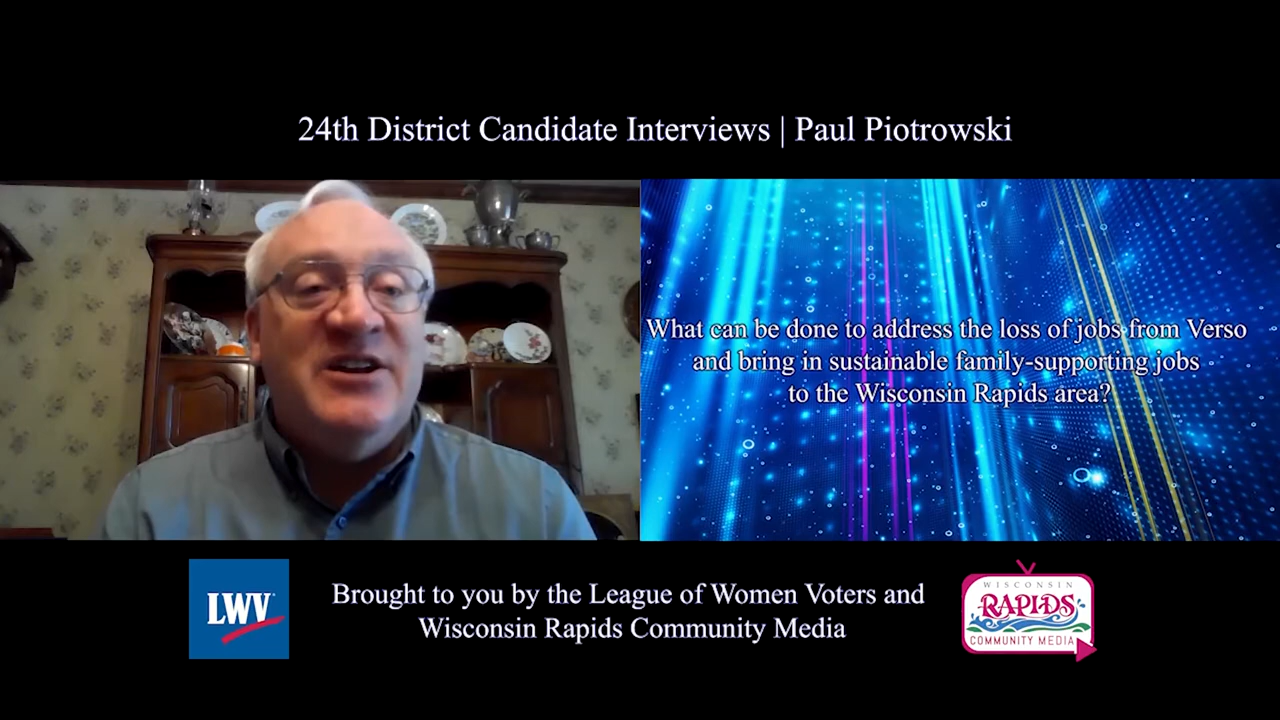 24th District Candidate Interviews | Paul Piotrowski
What can be done to address the loss of jobs from Verso
and bring in sustainable family-supporting jobs
to the Wisconsin Rapids area?
LWV
Brought to you by the League of Women Voters and
Wisconsin Rapids Community Media
WISCONSIN
RAPIDS
COMMUNITY MEDIA